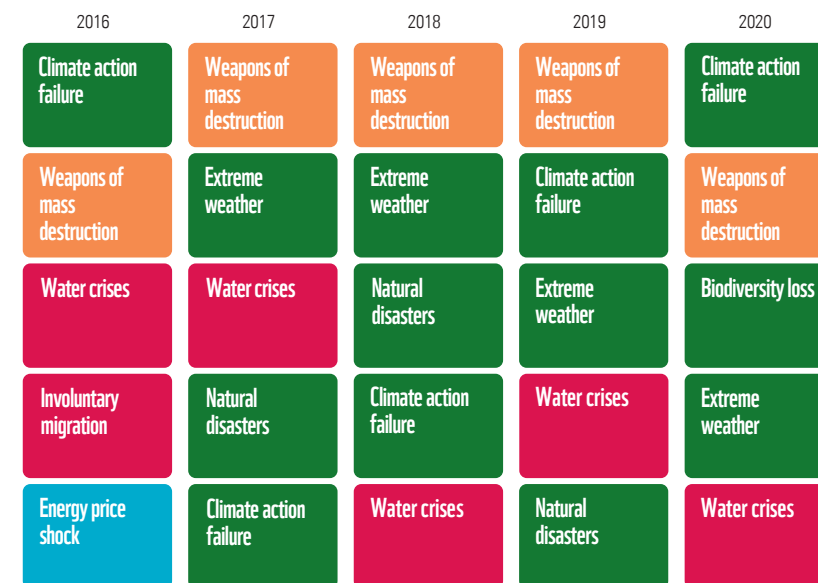 2016 2017 2018 2019 2020
Climate action
failure
Weapons of
mass
destruction
Weapons of
mass
destruction
Weapons of
mass
destruction
Climate action
failure
Weapons of
mass
destruction
Extreme
weather
Extreme
weather
Climate action
failure
Weapons of
mass
destruction
Water crises
Water crises
Natural
disasters
Extreme
weather
Biodiversity loss
Involuntary
migration
Natural
disasters
Climate action
failure
Water crises
Extreme
weather
Energy price
shock
Climate action
failure
Water crises
Natural
disasters
Water crises